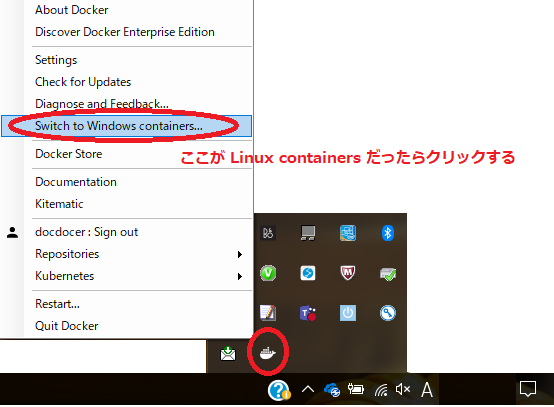 About Docker
Discover Docker Enterprise Edition
Settings
Check for Updates
Diagnose and Feedback...
Switch to Windows containers...
Docker Store
ここが Linux containers だったらクリックする
Documentation
Kitematic
docdocer : Sign out
Repositories
Kubernetes
Restart...
Quit Docker
A